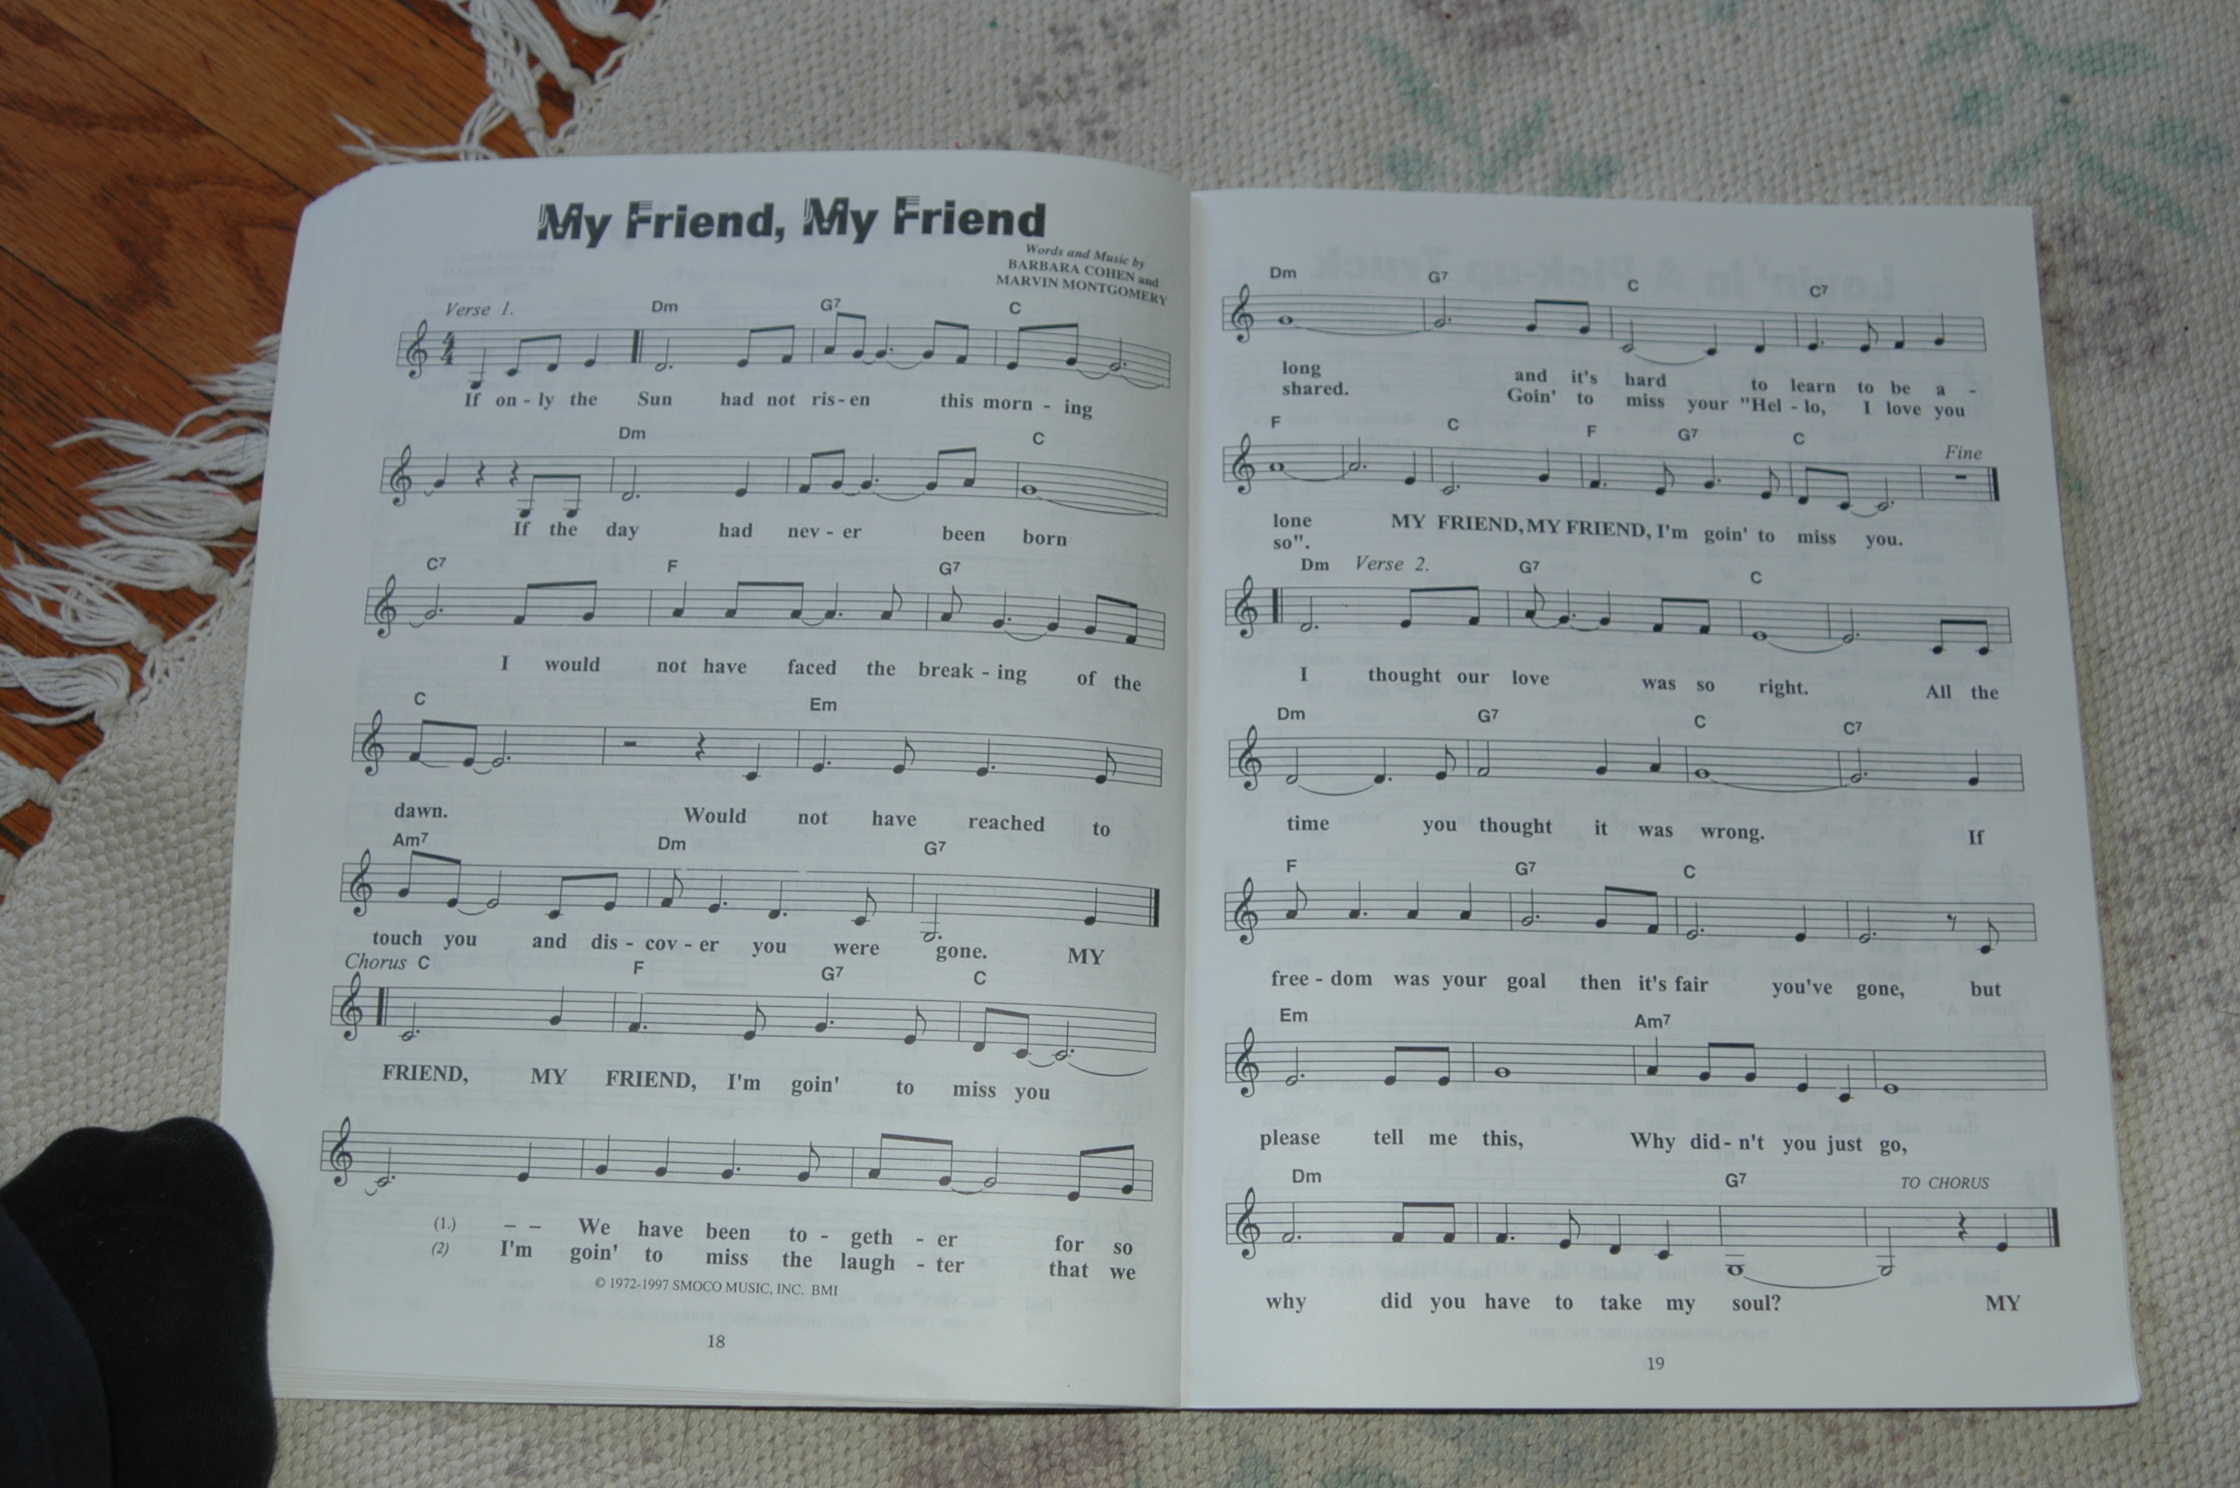 My Friend, My Friend
Words and Music by
BARBARA COHEN and
MARVIN MONTGOMERY
Verse 1. Dm G7 C
If on - ly the Sun had not ris - en this morn - ing
Dm C
If the day had nev - er been born
C7 F G7
I would not have faced the break - ing of the
C Em
dawn. Would not have reached to
Am7 Dm G7
touch you and dis - cov - er you were gone. MY
Chorus C F G7 C
FRIEND, MY FRIEND, I'm goin' to miss you
(1.) – – We have been to - geth - er for so
(2) I'm goin' to miss the laugh - ter that we
© 1972-1997 SMOCO MUSIC, INC. BMI
18
Dm G7 C C7
long and it's hard to learn to be a -
shared. Goin' to miss your "Hel - lo, I love you
F C F G7 C Fine
lone MY FRIEND, MY FRIEND, I'm goin' to miss you.
so".
Dm Verse 2. G7 C
I thought our love was so right. All the
Dm G7 C C7
time you thought it was wrong. If
F G7 C
free - dom was your goal then it's fair you've gone, but
Em Am7
please tell me this, Why did - n't you just go,
Dm G7 TO CHORUS
why did you have to take my soul? MY
19